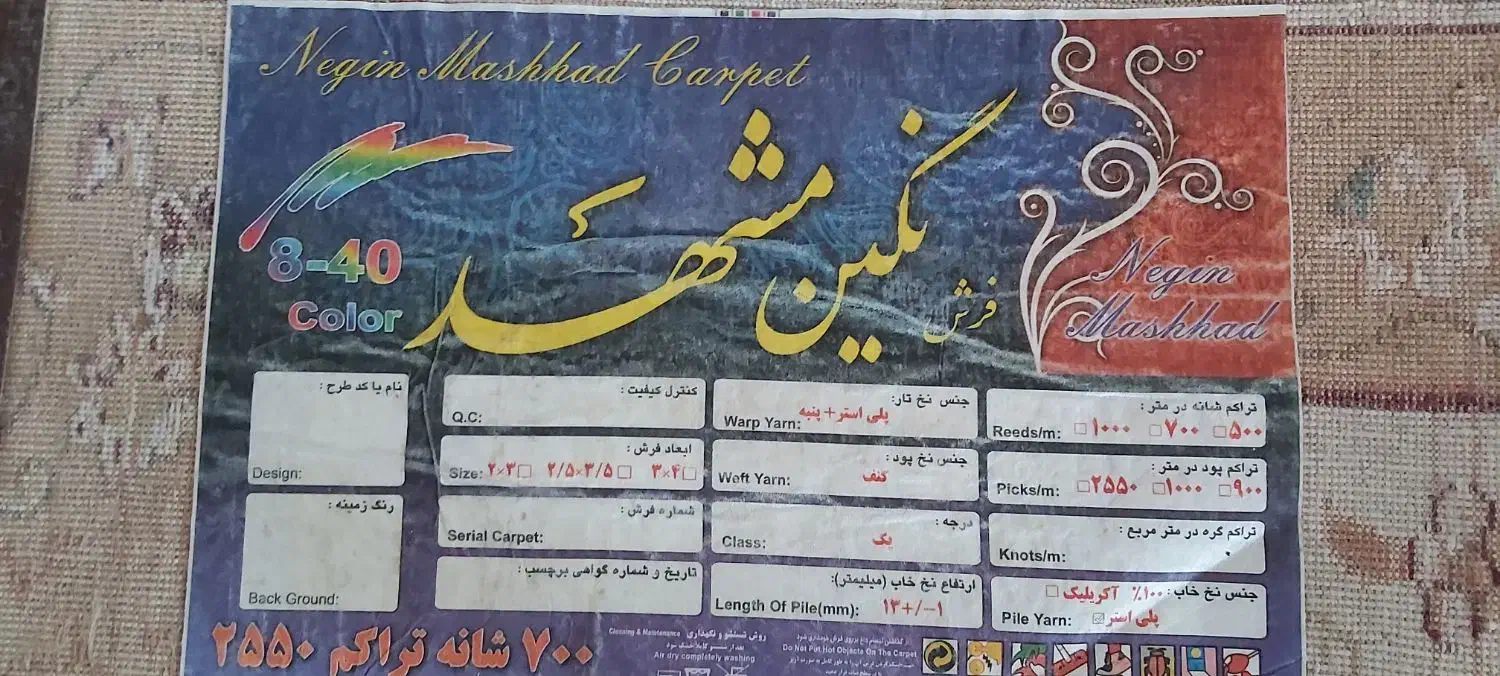 Negin Mashhad Carpet
فرش
نگین مشهد
8-40
Color
Negin
Mashhad
تراکم شانه در متر :
Reeds/m: □۱۰۰۰ □۷۰۰ □۵۰۰
تراکم پود در متر :
Picks/m: □۲۵۵۰ □۱۰۰۰ □۹۰۰
تراکم گره در متر مربع :
Knots/m:
جنس نخ خاب : ۱۰۰٪ آکریلیک □
Pile Yarn: ☑ پلی استر
جنس نخ تار:
پلی استر + پنبه
Warp Yarn:
جنس نخ پود:
Weft Yarn: کنف
درجه :
Class: یک
ارتفاع نخ خاب (میلیمتر):
Length Of Pile(mm): ۱۳+/−۱
کنترل کیفیت :
Q.C:
ابعاد فرش :
Size: ۲×۳□ ۲/۵×۳/۵□ ۳×۴□
شماره فرش :
Serial Carpet:
تاریخ و شماره گواهی برچسب :
نام یا کد طرح :
Design:
رنگ زمینه :
Back Ground:
۷۰۰ شانه تراکم ۲۵۵۰
روش شستشو و نگهداری Cleaning & Maintenance
Air dry completely washing
Do Not Put Hot Objects On The Carpet